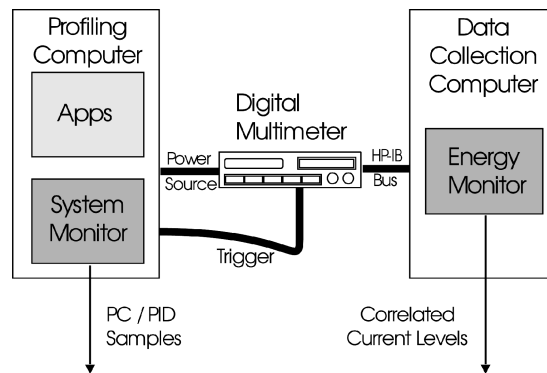 Profiling
Computer
Apps
System
Monitor
Power
Source
Digital
Multimeter
Trigger
HP-IB
Bus
Data
Collection
Computer
Energy
Monitor
PC / PID
Samples
Correlated
Current Levels